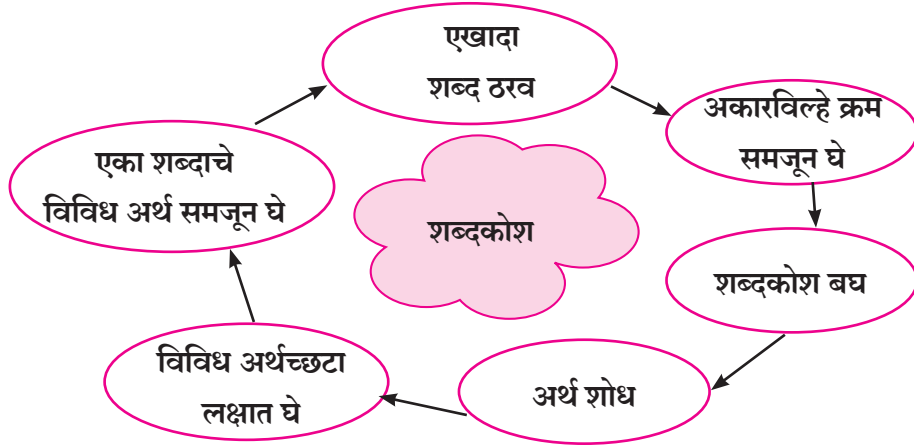 एखादा
शब्द ठरव
अकारविल्हे क्रम
समजून घे
शब्दकोश बघ
अर्थ शोध
विविध अर्थच्छटा
लक्षात घे
एका शब्दाचे
विविध अर्थ समजून घे
शब्दकोश